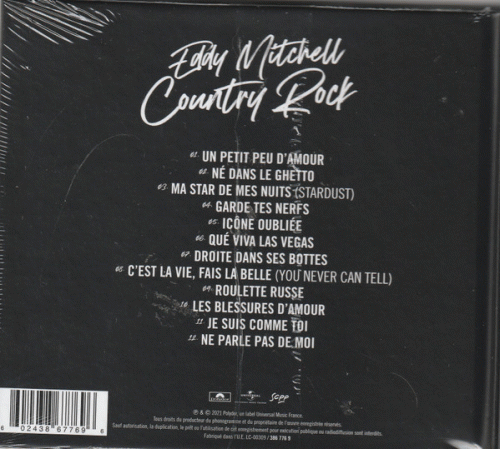 Eddy Mitchell
Country Rock
01. UN PETIT PEU D'AMOUR
02. NÉ DANS LE GHETTO
03. MA STAR DE MES NUITS (STARDUST)
04. GARDE TES NERFS
05. ICÔNE OUBLIÉE
06. QUÉ VIVA LAS VEGAS
07. DROITE DANS SES BOTTES
08. C'EST LA VIE, FAIS LA BELLE (YOU NEVER CAN TELL)
09. ROULETTE RUSSE
10. LES BLESSURES D'AMOUR
11. JE SUIS COMME TOI
12. NE PARLE PAS DE MOI
6 02438 67769 6
℗ & © 2021 Polydor, un label Universal Music France.
Tous droits du producteur du phonogramme et du propriétaire de l'œuvre enregistrée réservés.
Sauf autorisation, la duplication, le prêt ou l'utilisation de cet enregistrement pour exécution publique ou radiodiffusion sont interdits.
Fabriqué dans l'U.E. LC-00309 / 386 776 9